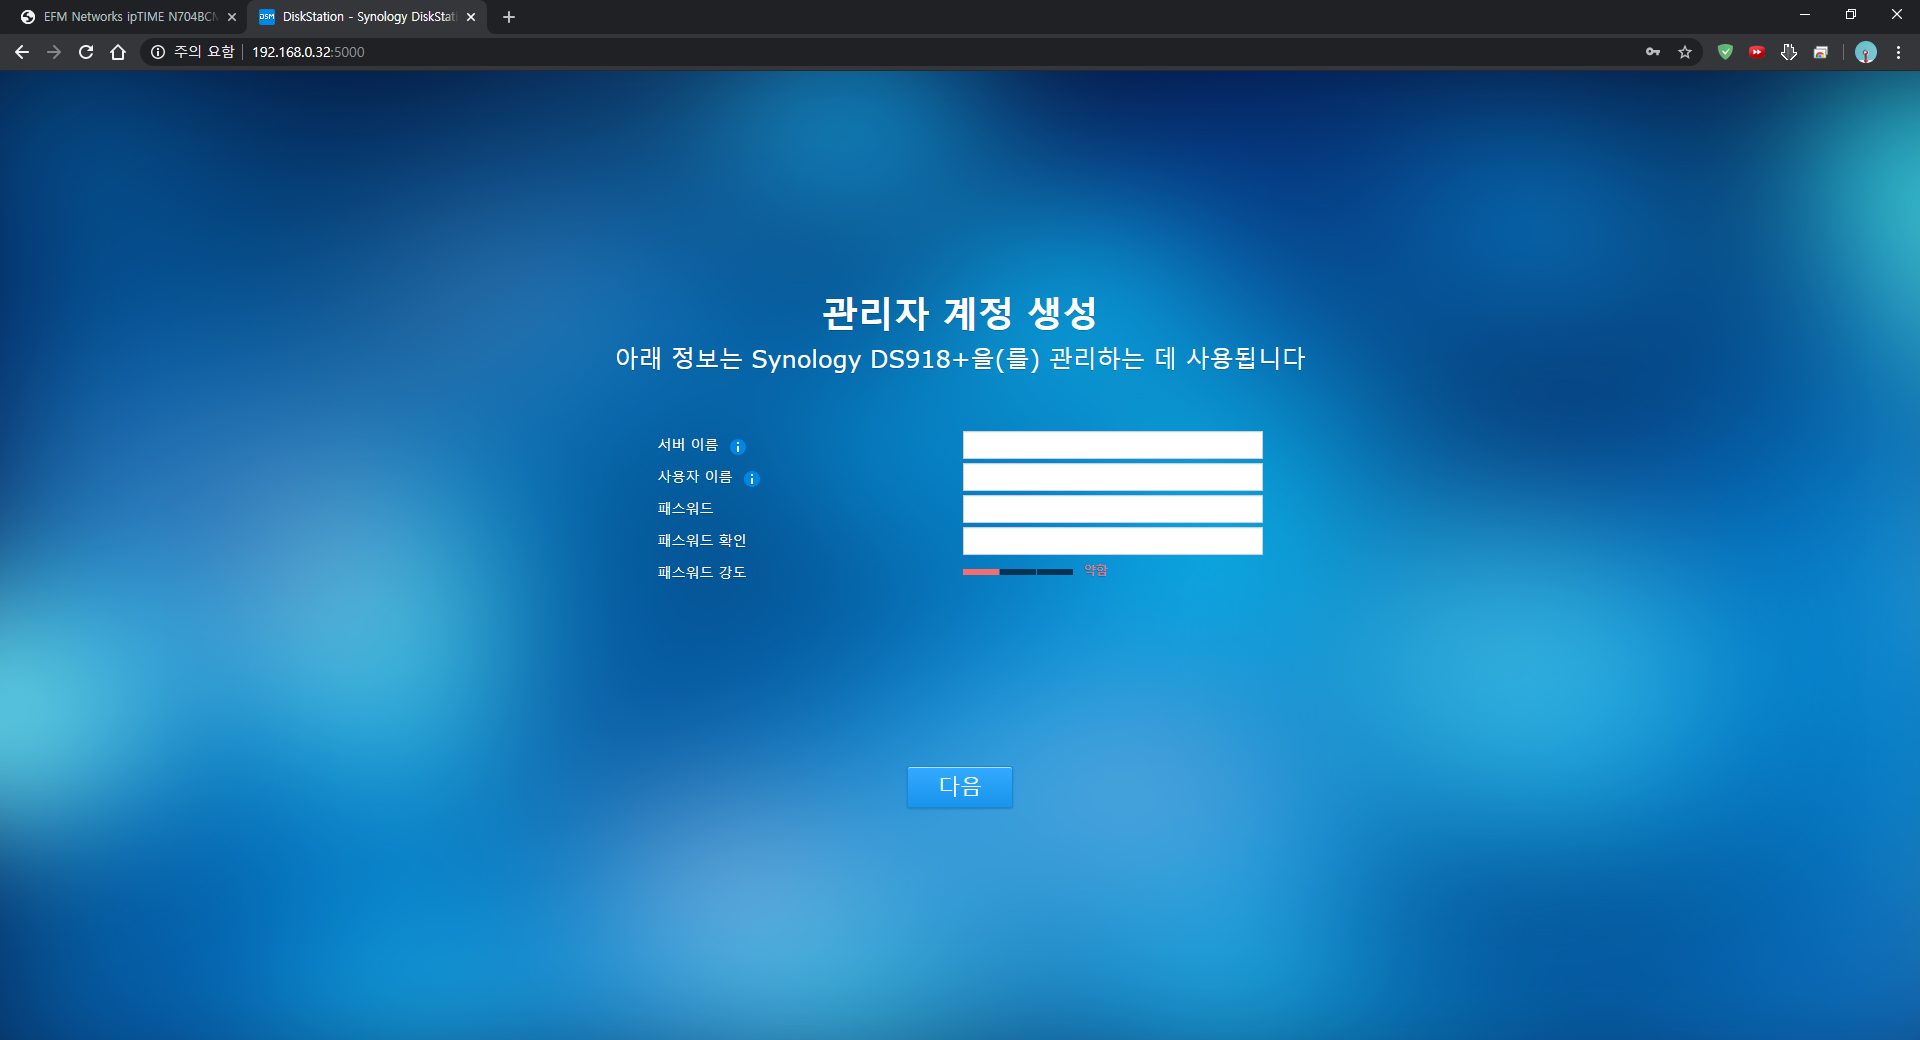 EFM Networks ipTIME N704BCM
DSM DiskStation - Synology DiskStati
주의 요함 192.168.0.32:5000
관리자 계정 생성
아래 정보는 Synology DS918+을(를) 관리하는 데 사용됩니다
서버 이름
사용자 이름
패스워드
패스워드 확인
패스워드 강도 약함
다음